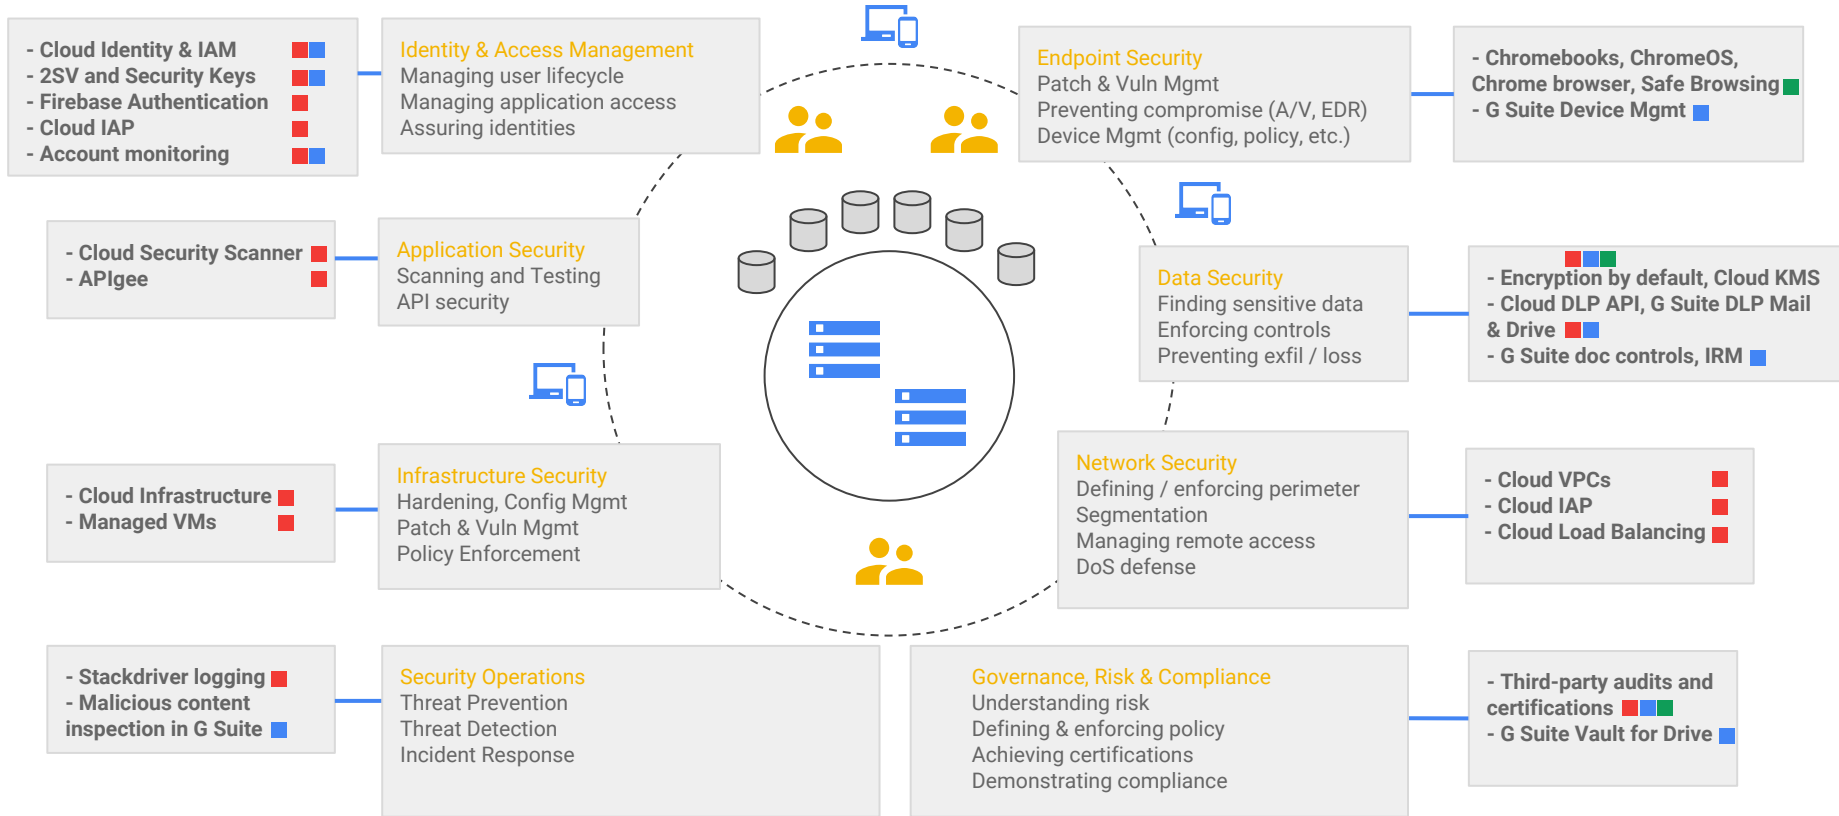 - Cloud Identity & IAM
- 2SV and Security Keys
- Firebase Authentication
- Cloud IAP
- Account monitoring
Identity & Access Management
Managing user lifecycle
Managing application access
Assuring identities
Endpoint Security
Patch & Vuln Mgmt
Preventing compromise (A/V, EDR)
Device Mgmt (config, policy, etc.)
- Chromebooks, ChromeOS,
Chrome browser, Safe Browsing
- G Suite Device Mgmt
- Cloud Security Scanner
- APIgee
Application Security
Scanning and Testing
API security
Data Security
Finding sensitive data
Enforcing controls
Preventing exfil / loss
- Encryption by default, Cloud KMS
- Cloud DLP API, G Suite DLP Mail
& Drive
- G Suite doc controls, IRM
- Cloud Infrastructure
- Managed VMs
Infrastructure Security
Hardening, Config Mgmt
Patch & Vuln Mgmt
Policy Enforcement
Network Security
Defining / enforcing perimeter
Segmentation
Managing remote access
DoS defense
- Cloud VPCs
- Cloud IAP
- Cloud Load Balancing
- Stackdriver logging
- Malicious content
inspection in G Suite
Security Operations
Threat Prevention
Threat Detection
Incident Response
Governance, Risk & Compliance
Understanding risk
Defining & enforcing policy
Achieving certifications
Demonstrating compliance
- Third-party audits and
certifications
- G Suite Vault for Drive